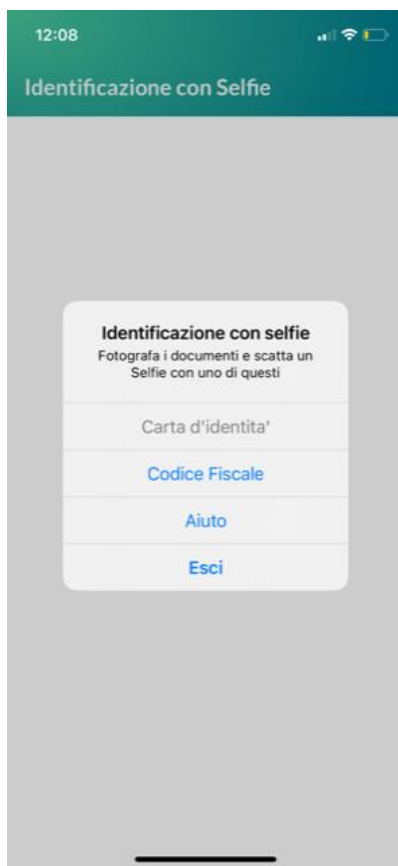 12:08
Identificazione con Selfie
Identificazione con selfie
Fotografa i documenti e scatta un
Selfie con uno di questi
Carta d'identita'
Codice Fiscale
Aiuto
Esci